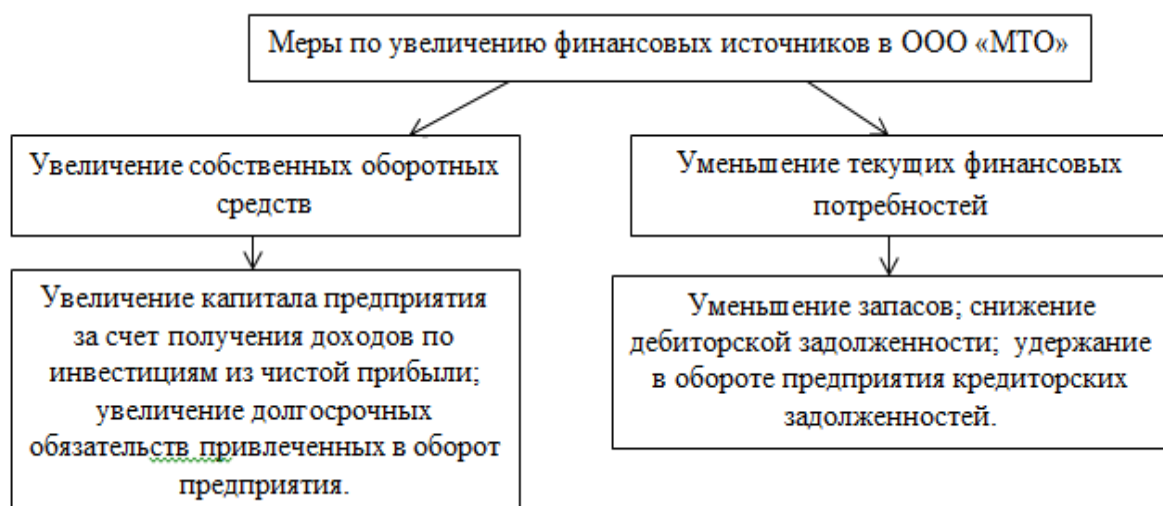 Меры по увеличению финансовых источников в ООО «МТО»
Увеличение собственных оборотных
средств
Уменьшение текущих финансовых
потребностей
Увеличение капитала предприятия
за счет получения доходов по
инвестициям из чистой прибыли;
увеличение долгосрочных
обязательств привлеченных в оборот
предприятия.
Уменьшение запасов; снижение
дебиторской задолженности; удержание
в обороте предприятия кредиторских
задолженностей.